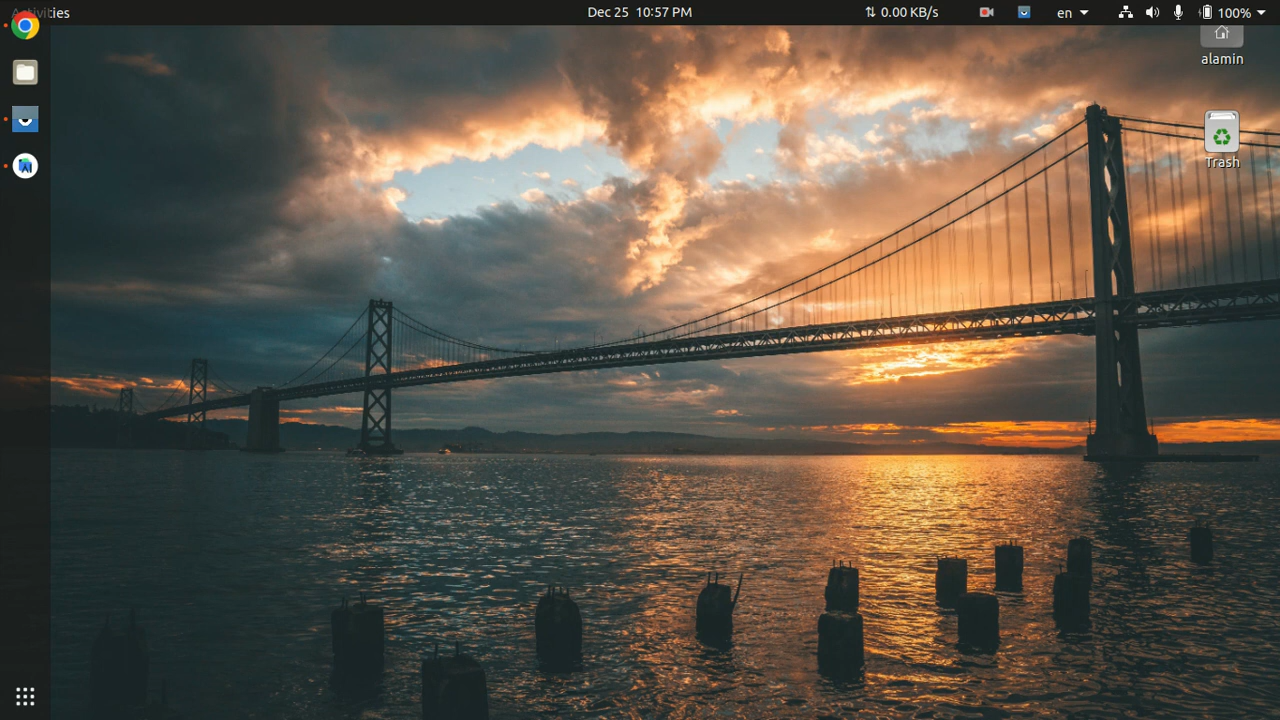 Activities
Dec 25 10:57 PM
0.00 KB/s
en
100%
alamin
Trash